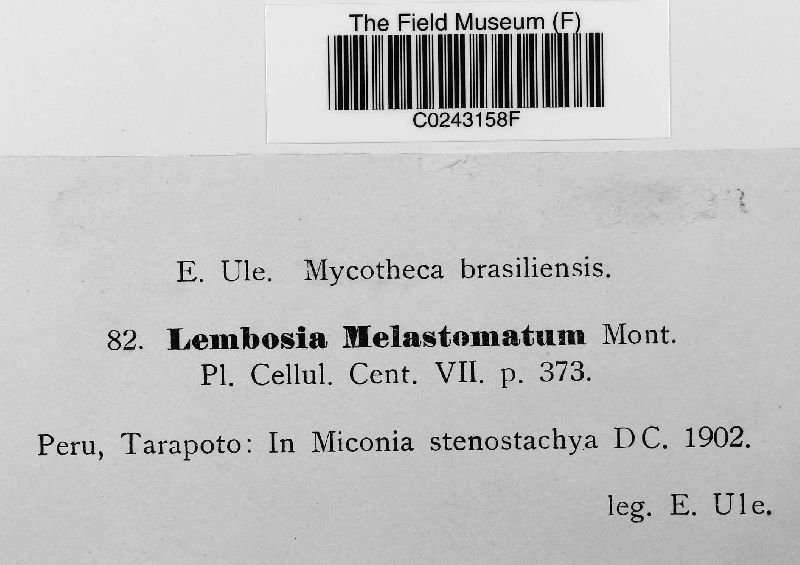 The Field Museum (F)
C0243158F
E. Ule. Mycotheca brasiliensis.
82. Lembosia Melastomatum Mont.
Pl. Cellul. Cent. VII. p. 373.
Peru, Tarapoto: In Miconia stenostachya DC. 1902.
leg. E. Ule.